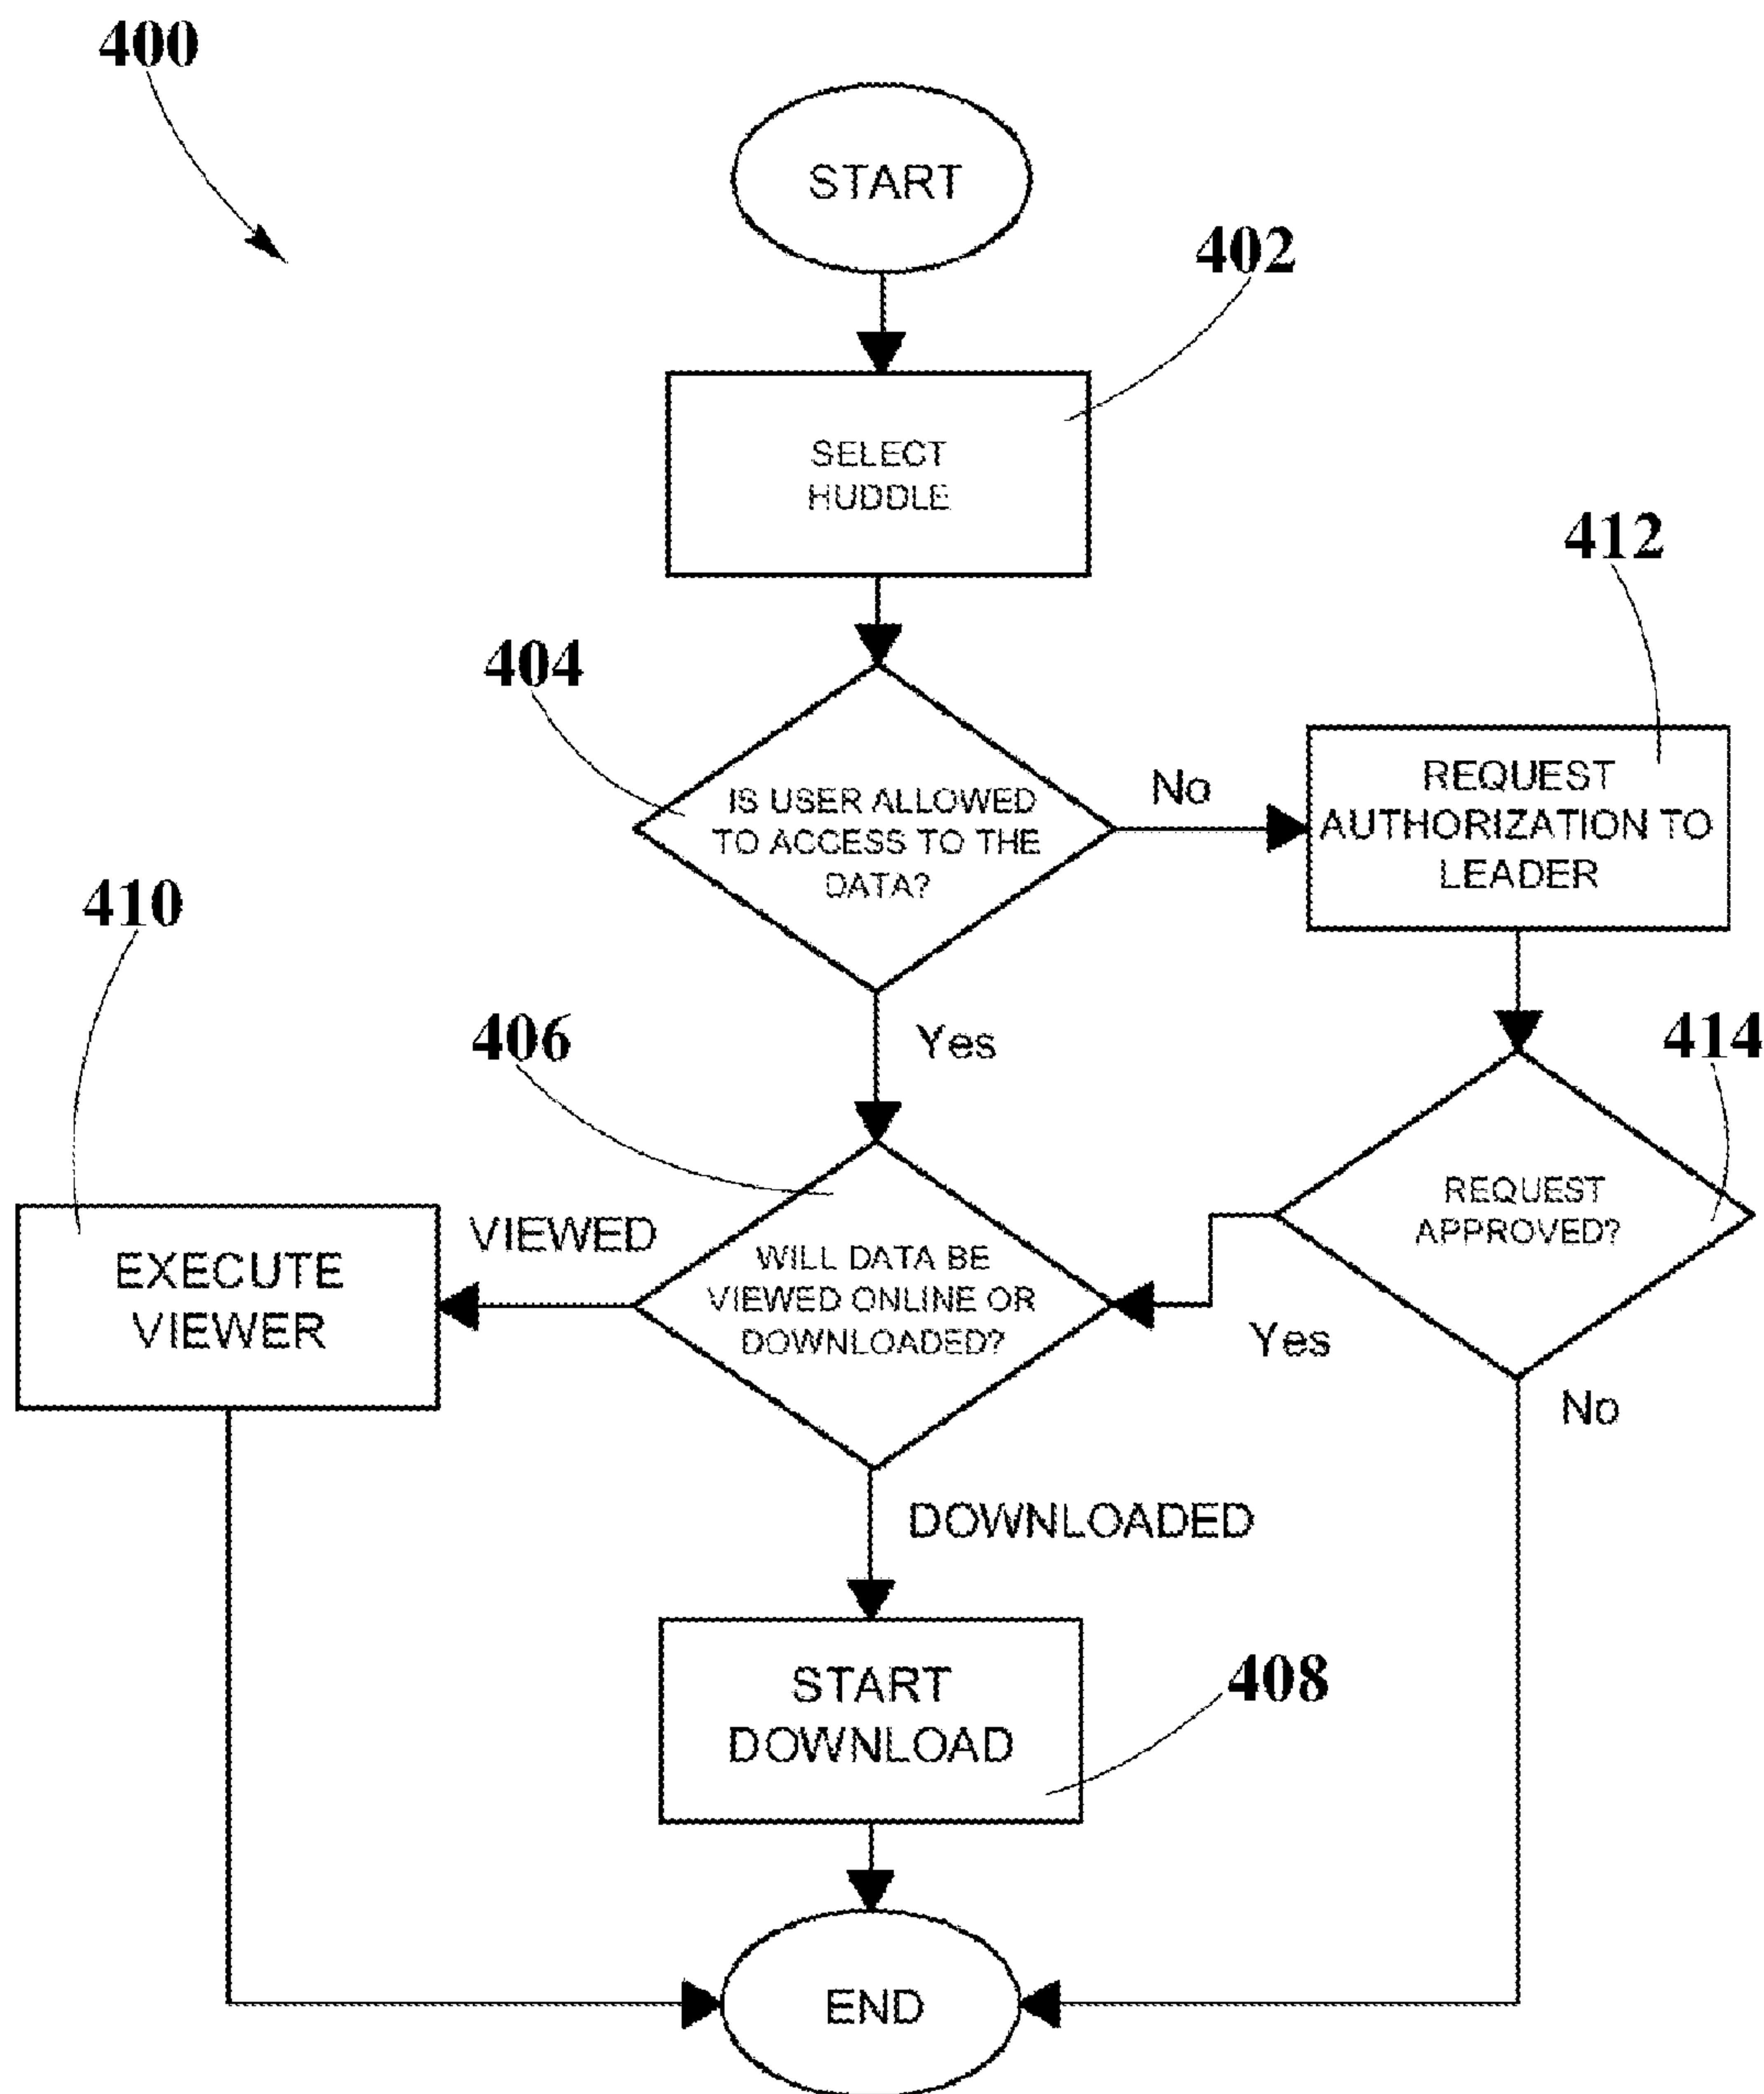 400
START
402
SELECT
HUDDLE
412
404
IS USER ALLOWED
TO ACCESS TO THE
DATA?
No
REQUEST
AUTHORIZATION TO
LEADER
410
406
Yes
414
EXECUTE
VIEWER
VIEWED
WILL DATA BE
VIEWED ONLINE OR
DOWNLOADED?
REQUEST
APPROVED?
Yes
No
DOWNLOADED
START
DOWNLOAD
408
END